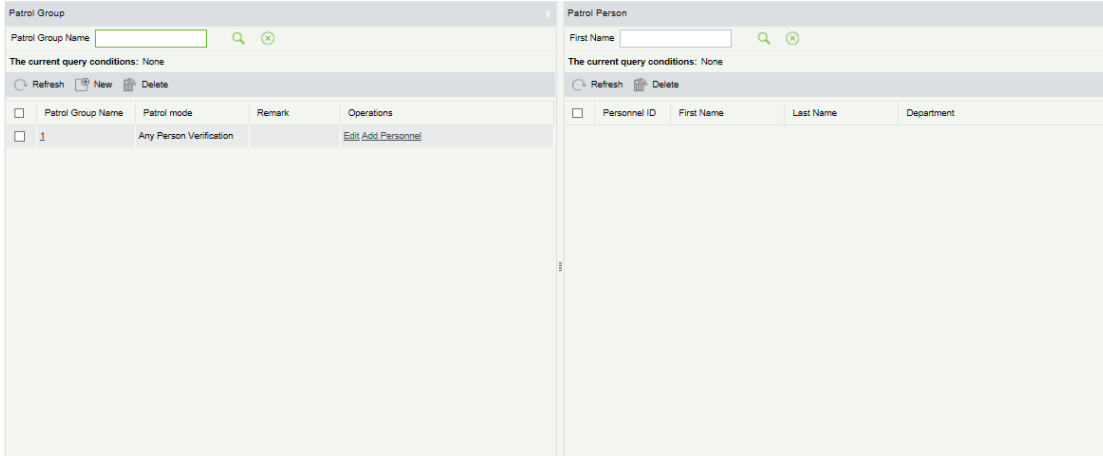 Patrol Group
Patrol Group Name
The current query conditions: None
Refresh New Delete
Patrol Group Name Patrol mode Remark Operations
1 Any Person Verification Edit Add Personnel
Patrol Person
First Name
The current query conditions: None
Refresh Delete
Personnel ID First Name Last Name Department